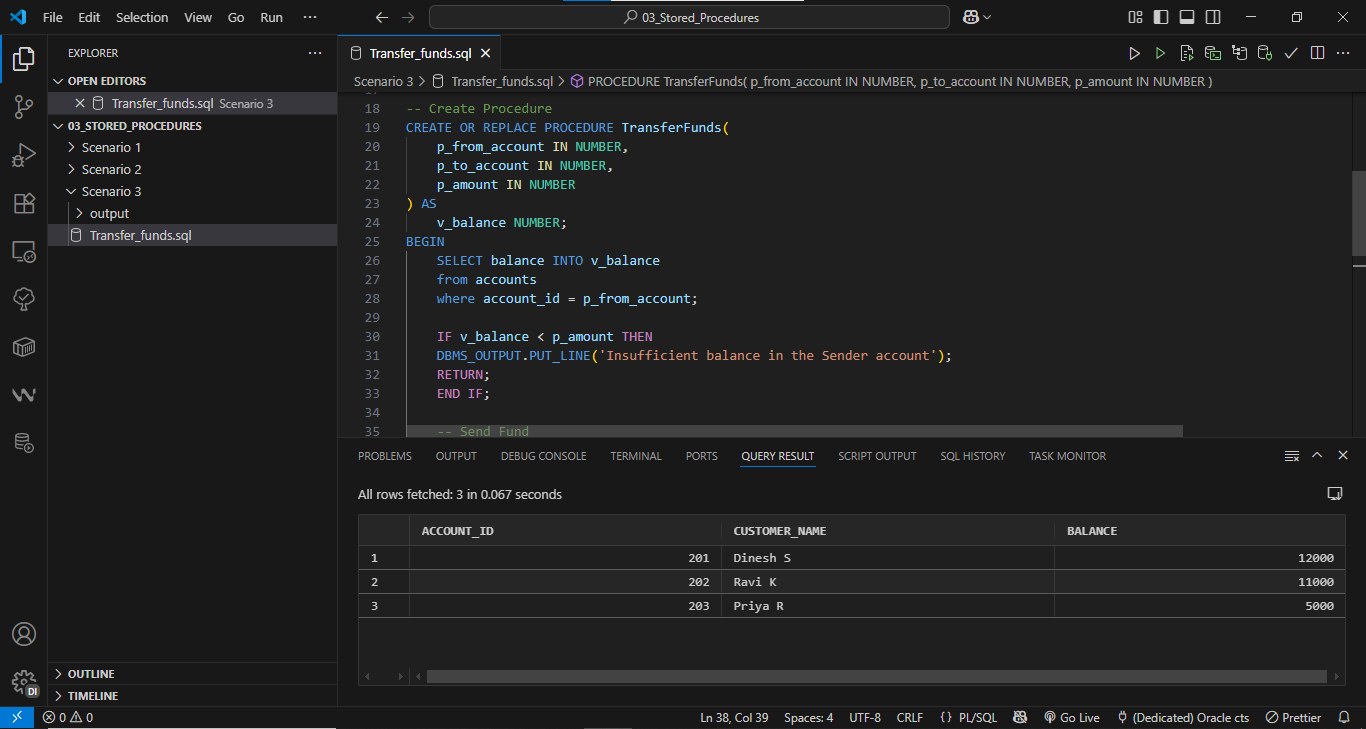 File Edit Selection View Go Run ··· 03_Stored_Procedures
EXPLORER ···
OPEN EDITORS
Transfer_funds.sql Scenario 3
03_STORED_PROCEDURES
Scenario 1
Scenario 2
Scenario 3
output
Transfer_funds.sql
OUTLINE
TIMELINE
DI
Transfer_funds.sql
Scenario 3 > Transfer_funds.sql > PROCEDURE TransferFunds( p_from_account IN NUMBER, p_to_account IN NUMBER, p_amount IN NUMBER )
18 -- Create Procedure
19 CREATE OR REPLACE PROCEDURE TransferFunds(
20 p_from_account IN NUMBER,
21 p_to_account IN NUMBER,
22 p_amount IN NUMBER
23 ) AS
24 v_balance NUMBER;
25 BEGIN
26 SELECT balance INTO v_balance
27 from accounts
28 where account_id = p_from_account;
29
30 IF v_balance < p_amount THEN
31 DBMS_OUTPUT.PUT_LINE('Insufficient balance in the Sender account');
32 RETURN;
33 END IF;
34
35 -- Send Fund
PROBLEMS OUTPUT DEBUG CONSOLE TERMINAL PORTS QUERY RESULT SCRIPT OUTPUT SQL HISTORY TASK MONITOR
All rows fetched: 3 in 0.067 seconds
ACCOUNT_ID CUSTOMER_NAME BALANCE
1 201 Dinesh S 12000
2 202 Ravi K 11000
3 203 Priya R 5000
0 0 Ln 38, Col 39 Spaces: 4 UTF-8 CRLF {} PL/SQL Go Live (Dedicated) Oracle cts Prettier